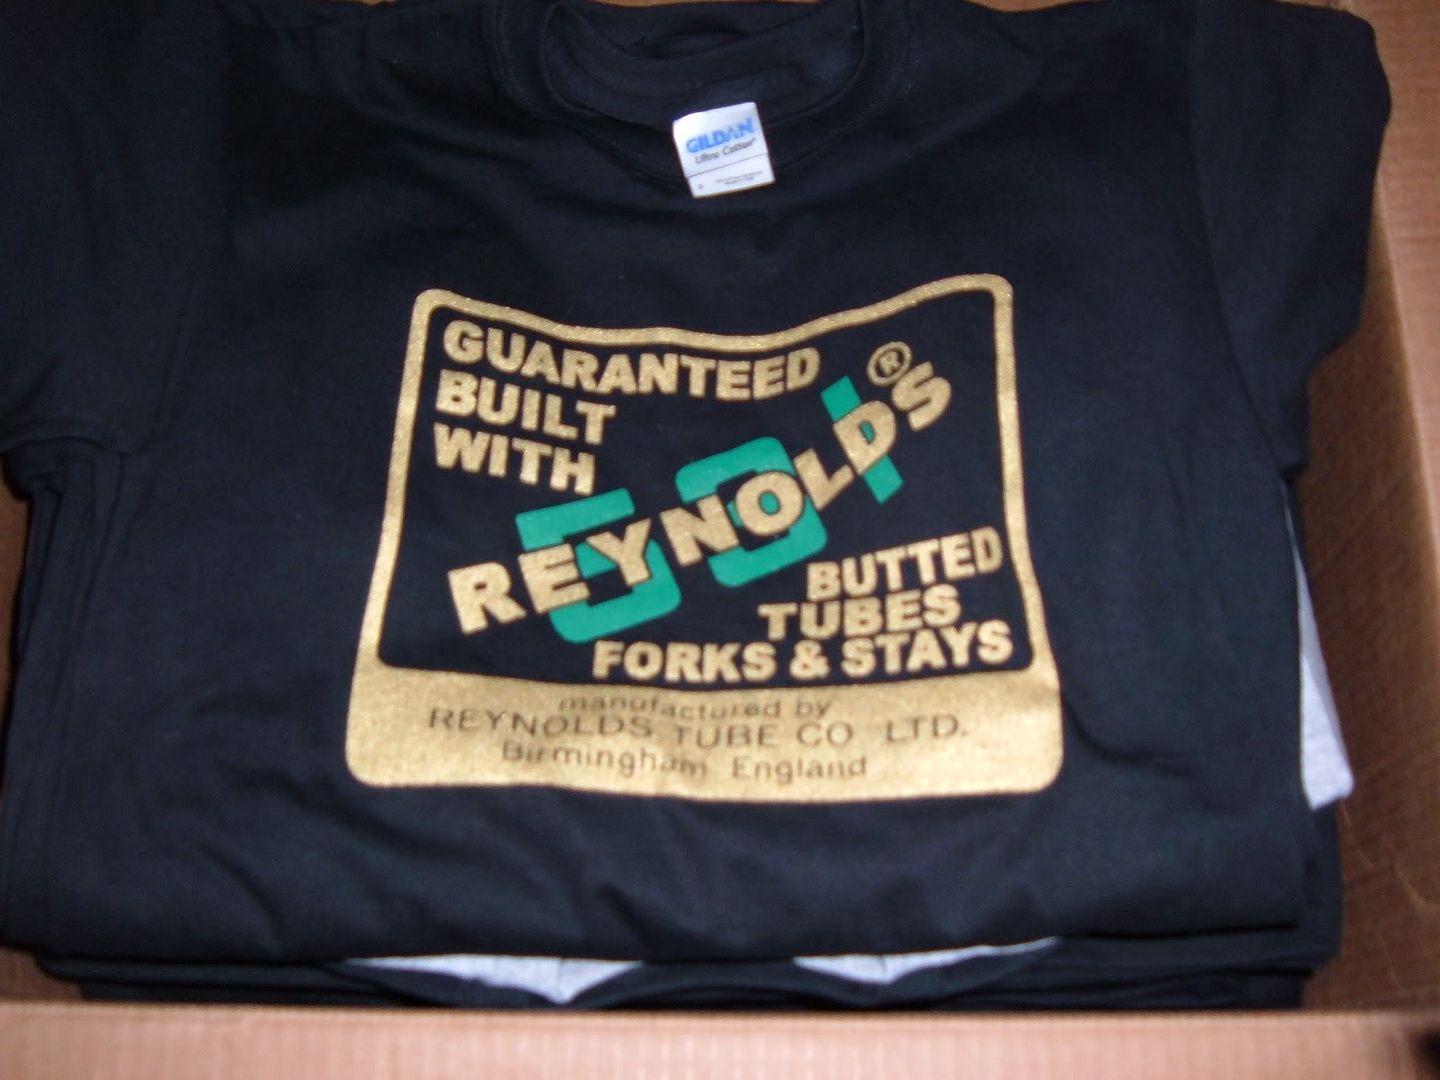 GILDAN
Ultra Cotton®
GUARANTEED
BUILT
WITH
531
REYNOLDS®
BUTTED
TUBES
FORKS & STAYS
manufactured by
REYNOLDS TUBE CO LTD.
Birmingham England